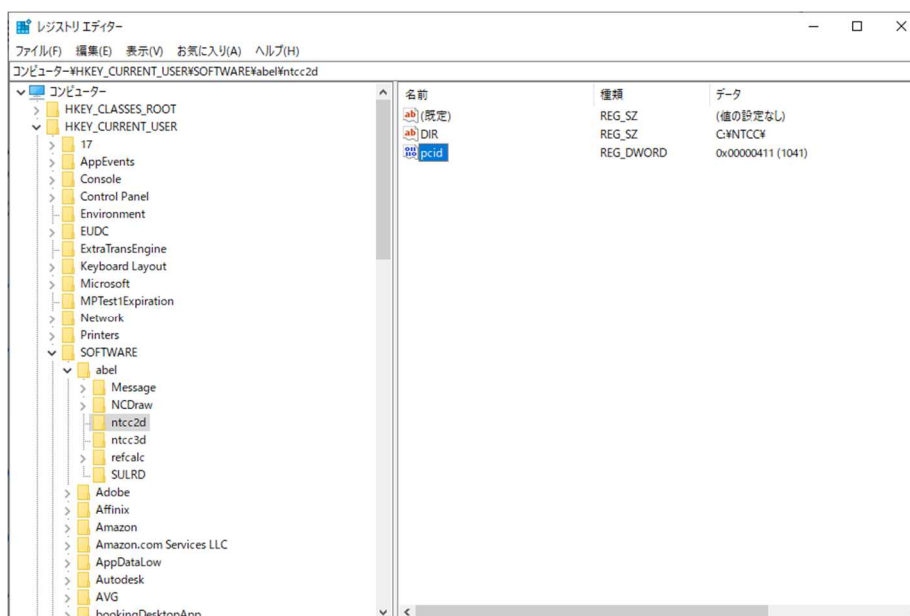 レジストリ エディター
ファイル(F) 編集(E) 表示(V) お気に入り(A) ヘルプ(H)
コンピューター¥HKEY_CURRENT_USER¥SOFTWARE¥abel¥ntcc2d
コンピューター
HKEY_CLASSES_ROOT
HKEY_CURRENT_USER
17
AppEvents
Console
Control Panel
Environment
EUDC
ExtraTransEngine
Keyboard Layout
Microsoft
MPTest1Expiration
Network
Printers
SOFTWARE
abel
Message
NCDraw
ntcc2d
ntcc3d
refcalc
SULRD
Adobe
Affinix
Amazon
Amazon.com Services LLC
AppDataLow
Autodesk
AVG
bookingDesktopApp
名前 種類 データ
(既定) REG_SZ (値の設定なし)
DIR REG_SZ C:¥NTCC¥
pcid REG_DWORD 0x00000411 (1041)